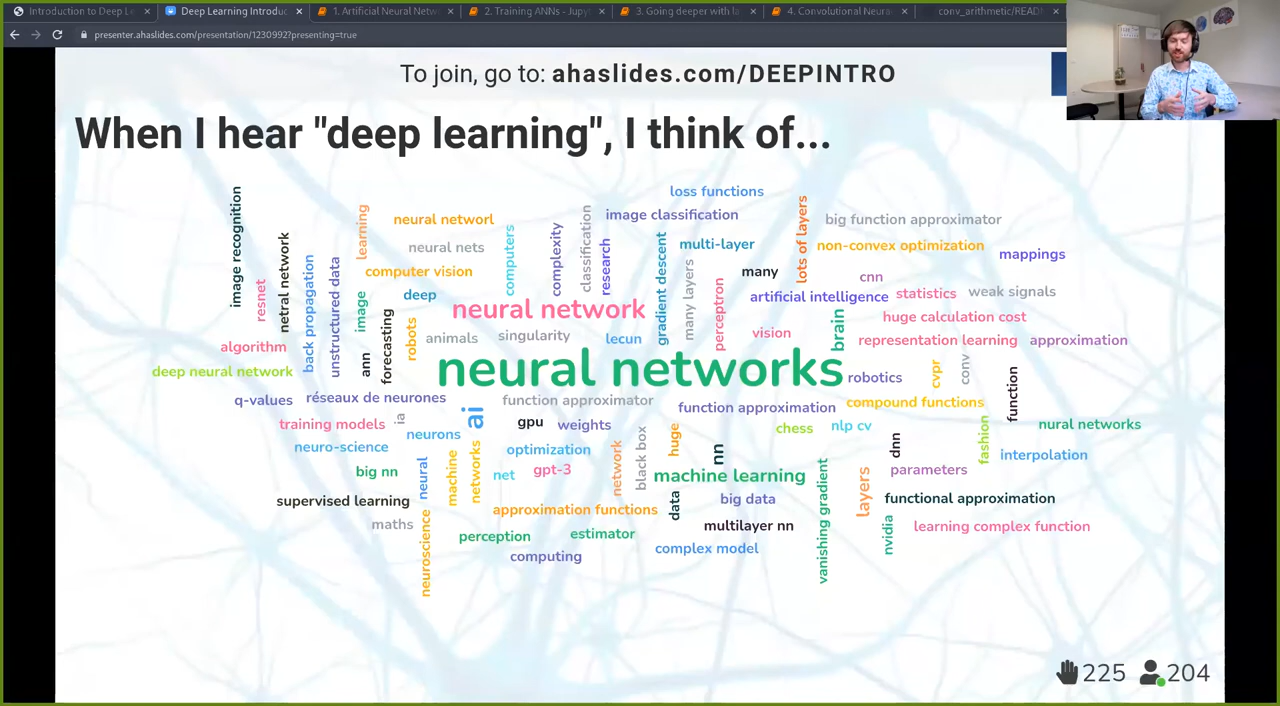 Introduction to Deep Le
Deep Learning Introduc
1. Artificial Neural Netw
2. Training ANNs - Jupy
3. Going deeper with
4. Convolutional Neura
conv_arithmetic/READ
presenter.ahaslides.com/presentation/1230992?presenting=true
To join, go to: ahaslides.com/DEEPINTRO
When I hear "deep learning", I think of...
loss functions
image recognition
learning
neural networl
computers
complexity
classification
image classification
lots of layers
big function approximator
netral network
neural nets
research
gradient descent
multi-layer
non-convex optimization
mappings
resnet
back propagation
unstructured data
computer vision
many layers
many
cnn
image
deep
neural network
perceptron
artificial intelligence
statistics
weak signals
forecasting
robots
animals
singularity
lecun
vision
brain
huge calculation cost
algorithm
ann
representation learning
approximation
deep neural network
neural networks
robotics
cvpr
conv
function
q-values
réseaux de neurones
function approximator
function approximation
compound functions
training models
ia
ai
gpu
weights
huge
chess
nlp cv
fashion
nural networks
neuro-science
neurons
optimization
black box
nn
dnn
interpolation
big nn
neural
machine
networks
net
gpt-3
network
machine learning
vanishing gradient
layers
parameters
supervised learning
data
big data
functional approximation
maths
neuroscience
approximation functions
multilayer nn
nvidia
learning complex function
perception
estimator
complex model
computing
225
204